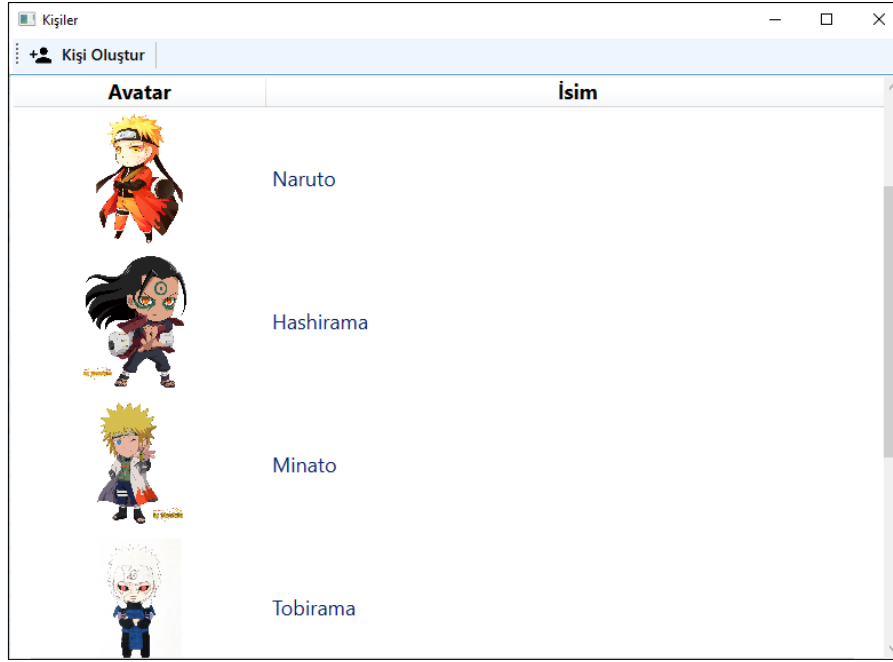 Kişiler
Kişi Oluştur
Avatar İsim
Naruto
Hashirama
Minato
Tobirama